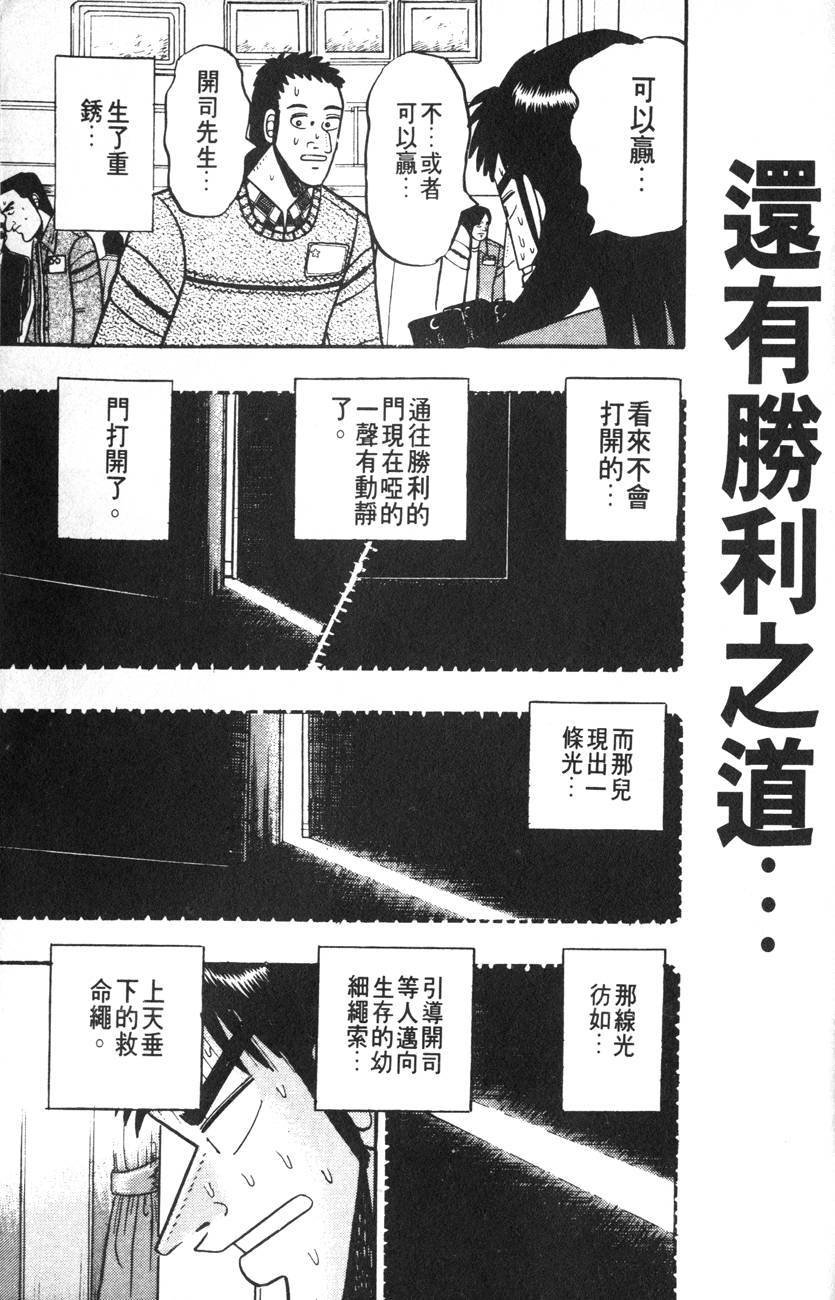 還有勝利之道…
可以贏…
不…或者
可以贏…
開司先生…
生了重
銹…
看來不會
打開的…
通往勝利的
門現在啞的
一聲有動靜
了。
門打開了。
而那兒
現出一
條光…
那線光
彷如…
引導開司
等人邁向
生存的幼
細繩索…
上天垂
下的救
命繩。